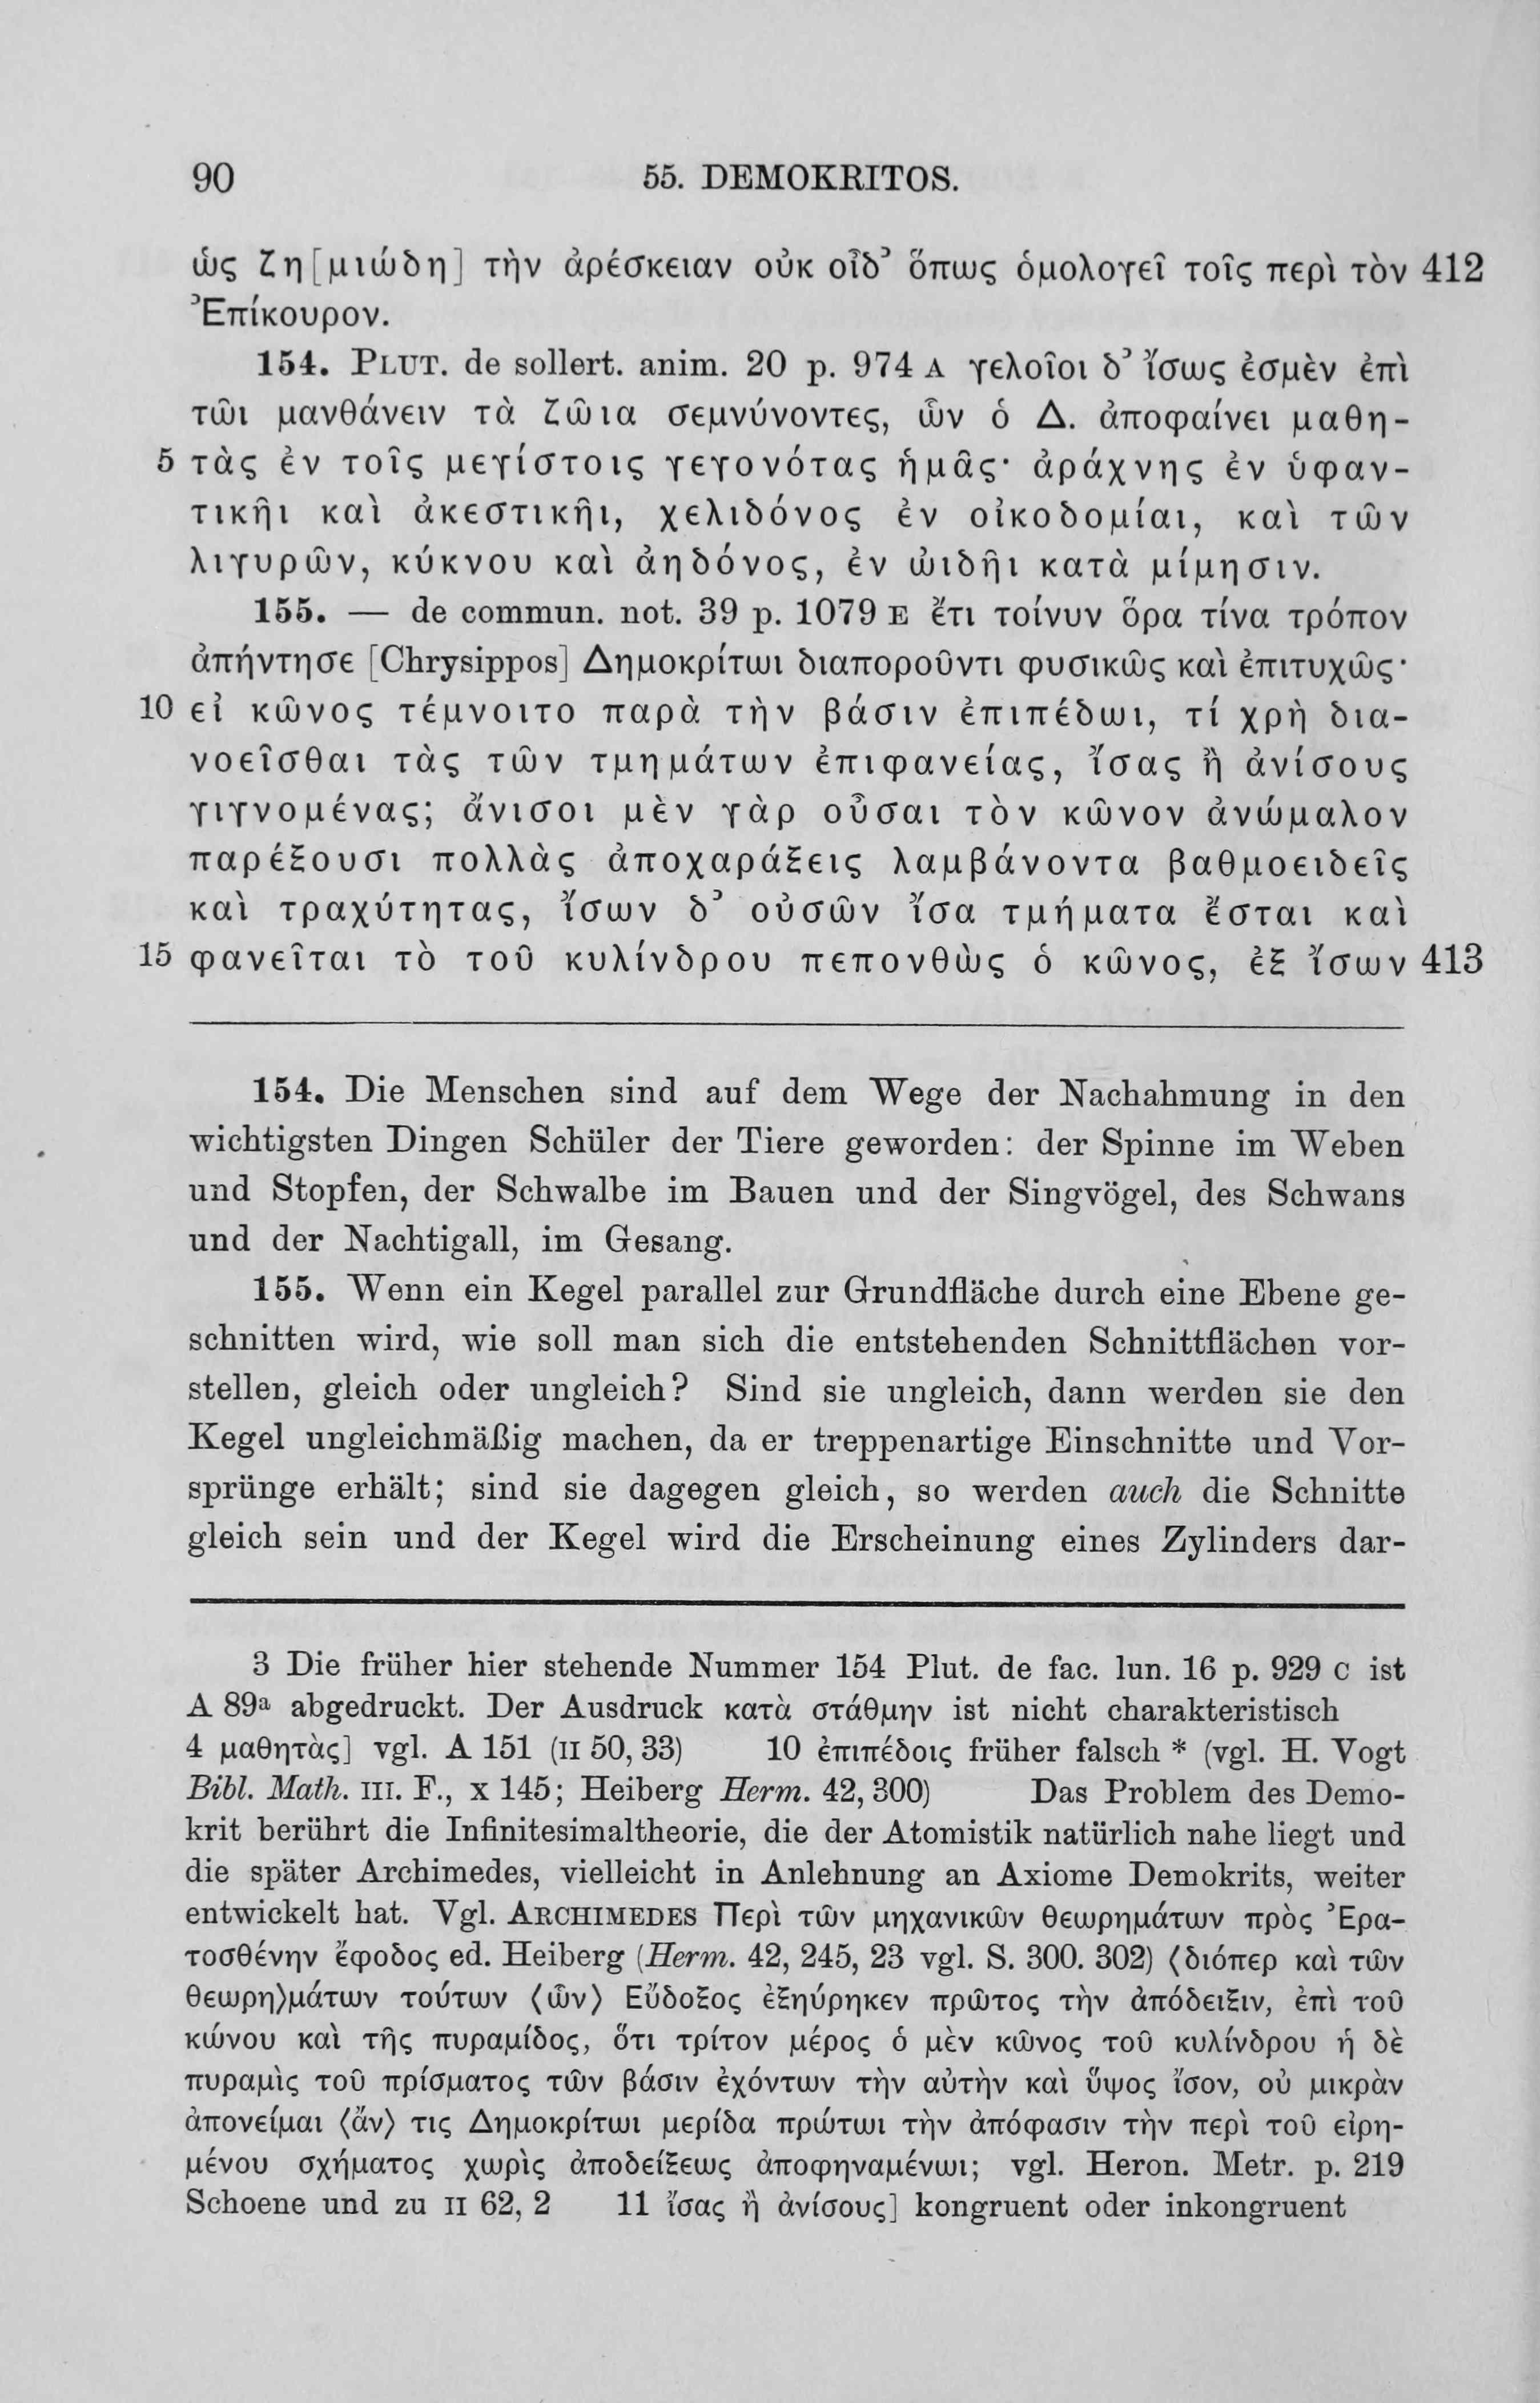 90 55. DEMOKRITOS.
ὡς ζη[μιώδη] τὴν ἀρέσκειαν οὐκ οἶδ᾽ ὅπως ὁμολογεῖ τοῖς περὶ τὸν 412
Ἐπίκουρον.
154. PLUT. de sollert. anim. 20 p. 974 A γελοῖοι δ᾽ ἴσως ἐσμὲν ἐπὶ
τῶι μανθάνειν τὰ ζῶια σεμνύνοντες, ὧν ὁ Δ. ἀποφαίνει μαθη-
5 τὰς ἐν τοῖς μεγίστοις γεγονότας ἡμᾶς· ἀράχνης ἐν ὑφαν-
τικῆι καὶ ἀκεστικῆι, χελιδόνος ἐν οἰκοδομίαι, καὶ τῶν
λιγυρῶν, κύκνου καὶ ἀηδόνος, ἐν ὠιδῆι κατὰ μίμησιν.
155. — de commun. not. 39 p. 1079 E ἔτι τοίνυν ὅρα τίνα τρόπον
ἀπήντησε [Chrysippos] Δημοκρίτωι διαποροῦντι φυσικῶς καὶ ἐπιτυχῶς·
10 εἰ κῶνος τέμνοιτο παρὰ τὴν βάσιν ἐπιπέδωι, τί χρὴ δια-
νοεῖσθαι τὰς τῶν τμημάτων ἐπιφανείας, ἴσας ἢ ἀνίσους
γιγνομένας; ἄνισοι μὲν γὰρ οὖσαι τὸν κῶνον ἀνώμαλον
παρέξουσι πολλὰς ἀποχαράξεις λαμβάνοντα βαθμοειδεῖς
καὶ τραχύτητας, ἴσων δ᾽ οὐσῶν ἴσα τμήματα ἔσται καὶ
15 φανεῖται τὸ τοῦ κυλίνδρου πεπονθὼς ὁ κῶνος, ἐξ ἴσων 413
154. Die Menschen sind auf dem Wege der Nachahmung in den
wichtigsten Dingen Schüler der Tiere geworden: der Spinne im Weben
und Stopfen, der Schwalbe im Bauen und der Singvögel, des Schwans
und der Nachtigall, im Gesang.
155. Wenn ein Kegel parallel zur Grundfläche durch eine Ebene ge-
schnitten wird, wie soll man sich die entstehenden Schnittflächen vor-
stellen, gleich oder ungleich? Sind sie ungleich, dann werden sie den
Kegel ungleichmäßig machen, da er treppenartige Einschnitte und Vor-
sprünge erhält; sind sie dagegen gleich, so werden auch die Schnitte
gleich sein und der Kegel wird die Erscheinung eines Zylinders dar-
3 Die früher hier stehende Nummer 154 Plut. de fac. lun. 16 p. 929 C ist
A 89a abgedruckt. Der Ausdruck κατὰ στάθμην ist nicht charakteristisch
4 μαθητὰς] vgl. A 151 (II 50, 33) 10 ἐπιπέδοις früher falsch * (vgl. H. Vogt
Bibl. Math. III. F., X 145; Heiberg Herm. 42, 300) Das Problem des Demo-
krit berührt die Infinitesimaltheorie, die der Atomistik natürlich nahe liegt und
die später Archimedes, vielleicht in Anlehnung an Axiome Demokrits, weiter
entwickelt hat. Vgl. ARCHIMEDES Περὶ τῶν μηχανικῶν θεωρημάτων πρὸς Ἐρα-
τοσθένην ἔφοδος ed. Heiberg (Herm. 42, 245, 23 vgl. S. 300. 302) ⟨διόπερ καὶ τῶν
θεωρη⟩μάτων τούτων ⟨ὧν⟩ Εὔδοξος ἐξηύρηκεν πρῶτος τὴν ἀπόδειξιν, ἐπὶ τοῦ
κώνου καὶ τῆς πυραμίδος, ὅτι τρίτον μέρος ὁ μὲν κῶνος τοῦ κυλίνδρου ἡ δὲ
πυραμὶς τοῦ πρίσματος τῶν βάσιν ἐχόντων τὴν αὐτὴν καὶ ὕψος ἴσον, οὐ μικρὰν
ἀπονείμαι ⟨ἄν⟩ τις Δημοκρίτωι μερίδα πρώτωι τὴν ἀπόφασιν τὴν περὶ τοῦ εἰρη-
μένου σχήματος χωρὶς ἀποδείξεως ἀποφηναμένωι; vgl. Heron. Metr. p. 219
Schoene und zu II 62, 2 11 ἴσας ἢ ἀνίσους] kongruent oder inkongruent